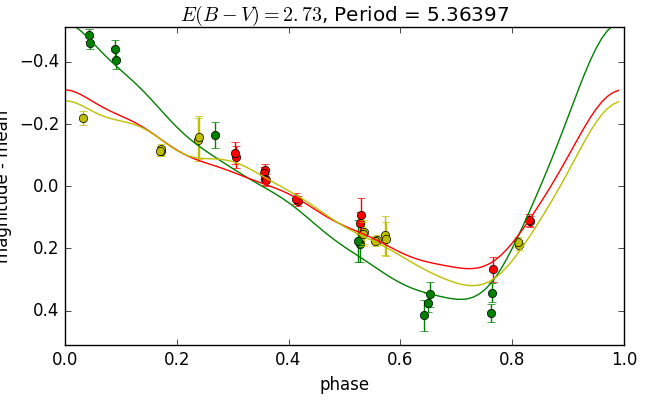 E(B − V) = 2.73, Period = 5.36397
−0.4
−0.2
0.0
0.2
0.4
magnitude - mean
0.0 0.2 0.4 0.6 0.8 1.0
phase